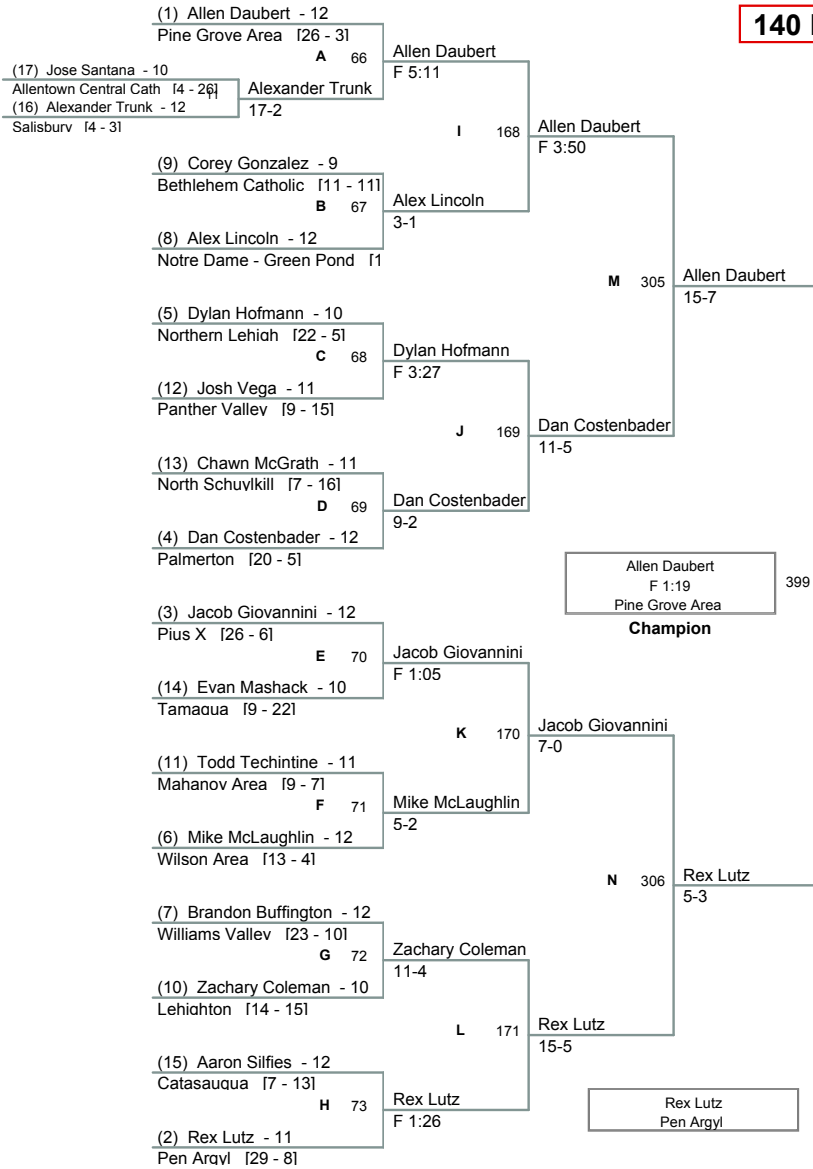 (1) Allen Daubert - 12
Pine Grove Area [26 - 3]
A 66
(17) Jose Santana - 10
Allentown Central Cath [4 - 26]
11
(16) Alexander Trunk - 12
Salisbury [4 - 3]
Alexander Trunk
17-2
Allen Daubert
F 5:11
I 168
(9) Corey Gonzalez - 9
Bethlehem Catholic [11 - 11]
B 67
(8) Alex Lincoln - 12
Notre Dame - Green Pond [1
Alex Lincoln
3-1
Allen Daubert
F 3:50
M 305
(5) Dylan Hofmann - 10
Northern Lehigh [22 - 5]
C 68
(12) Josh Vega - 11
Panther Valley [9 - 15]
Dylan Hofmann
F 3:27
J 169
(13) Chawn McGrath - 11
North Schuylkill [7 - 16]
D 69
(4) Dan Costenbader - 12
Palmerton [20 - 5]
Dan Costenbader
9-2
Dan Costenbader
11-5
Allen Daubert
15-7
140
Allen Daubert
F 1:19
Pine Grove Area
399
Champion
(3) Jacob Giovannini - 12
Pius X [26 - 6]
E 70
(14) Evan Mashack - 10
Tamaqua [9 - 22]
Jacob Giovannini
F 1:05
K 170
(11) Todd Techintine - 11
Mahanoy Area [9 - 7]
F 71
(6) Mike McLaughlin - 12
Wilson Area [13 - 4]
Mike McLaughlin
5-2
Jacob Giovannini
7-0
N 306
(7) Brandon Buffington - 12
Williams Valley [23 - 10]
G 72
(10) Zachary Coleman - 10
Lehighton [14 - 15]
Zachary Coleman
11-4
L 171
(15) Aaron Silfies - 12
Catasauqua [7 - 13]
H 73
(2) Rex Lutz - 11
Pen Argyl [29 - 8]
Rex Lutz
F 1:26
Rex Lutz
15-5
Rex Lutz
5-3
Rex Lutz
Pen Argyl